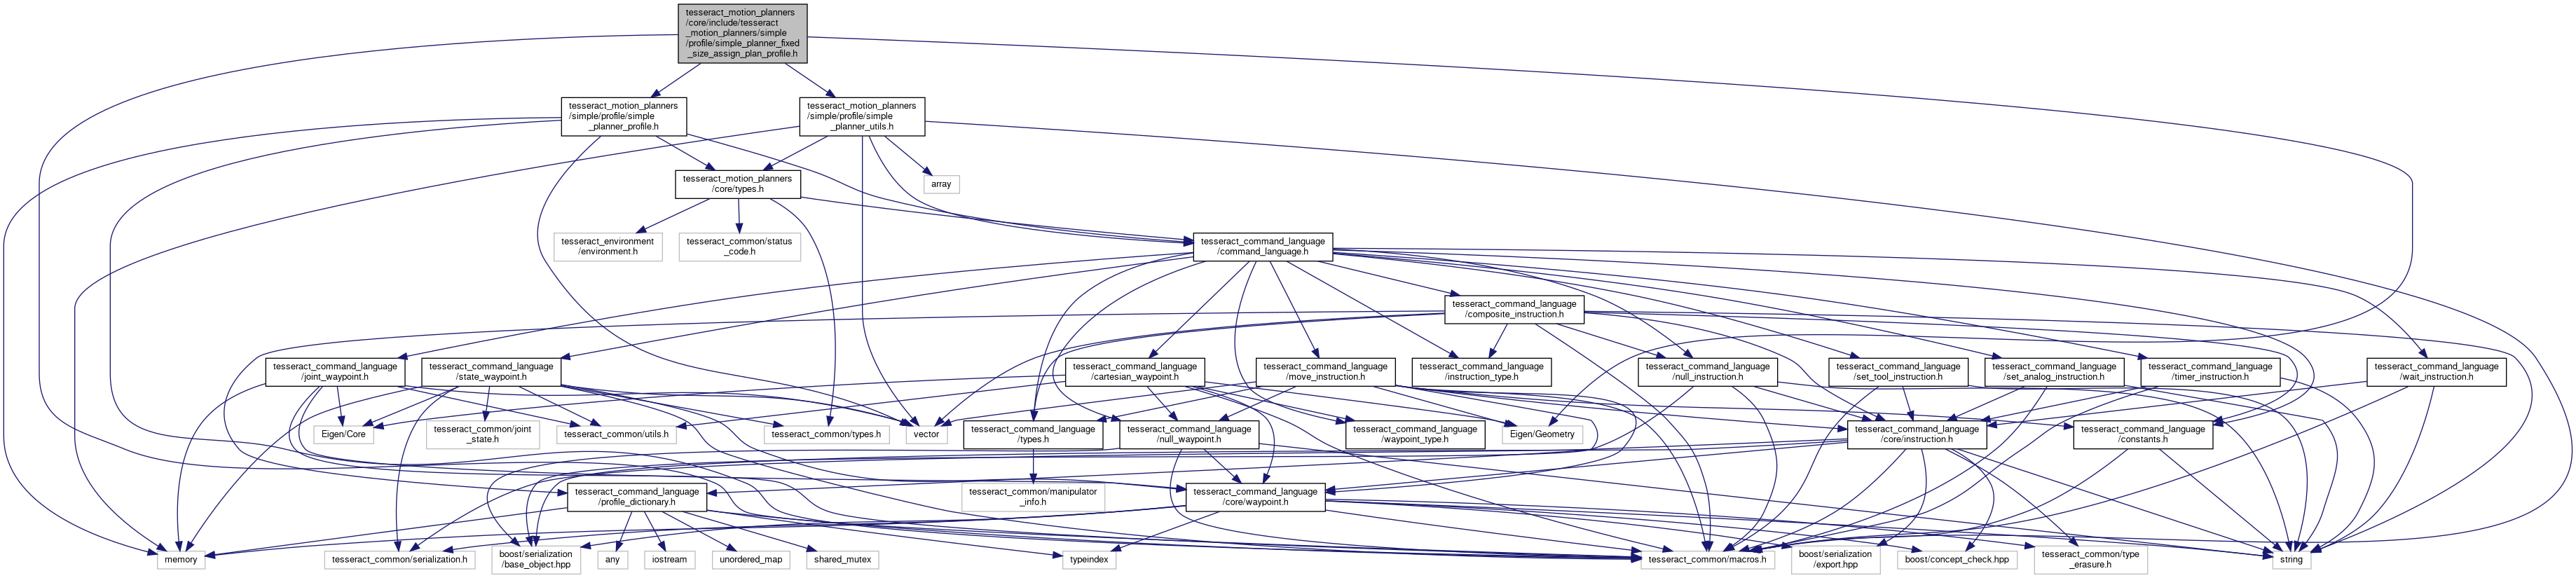 tesseract_motion_planners
/core/include/tesseract
_motion_planners/simple
/profile/simple_planner_fixed
_size_assign_plan_profile.h
tesseract_motion_planners
/simple/profile/simple
_planner_profile.h
tesseract_motion_planners
/simple/profile/simple
_planner_utils.h
tesseract_motion_planners
/core/types.h
array
tesseract_environment
/environment.h
tesseract_common/status
_code.h
tesseract_command_language
/command_language.h
tesseract_command_language
/composite_instruction.h
tesseract_command_language
/joint_waypoint.h
tesseract_command_language
/state_waypoint.h
tesseract_command_language
/cartesian_waypoint.h
tesseract_command_language
/move_instruction.h
tesseract_command_language
/instruction_type.h
tesseract_command_language
/null_instruction.h
tesseract_command_language
/set_tool_instruction.h
tesseract_command_language
/set_analog_instruction.h
tesseract_command_language
/timer_instruction.h
tesseract_command_language
/wait_instruction.h
Eigen/Core
tesseract_common/joint
_state.h
tesseract_common/utils.h
tesseract_common/types.h
vector
tesseract_command_language
/types.h
tesseract_command_language
/null_waypoint.h
tesseract_command_language
/waypoint_type.h
Eigen/Geometry
tesseract_command_language
/core/instruction.h
tesseract_command_language
/constants.h
tesseract_command_language
/profile_dictionary.h
tesseract_common/manipulator
_info.h
tesseract_command_language
/core/waypoint.h
memory
tesseract_common/serialization.h
boost/serialization
/base_object.hpp
any
iostream
unordered_map
shared_mutex
typeindex
tesseract_common/macros.h
boost/serialization
/export.hpp
boost/concept_check.hpp
tesseract_common/type
_erasure.h
string